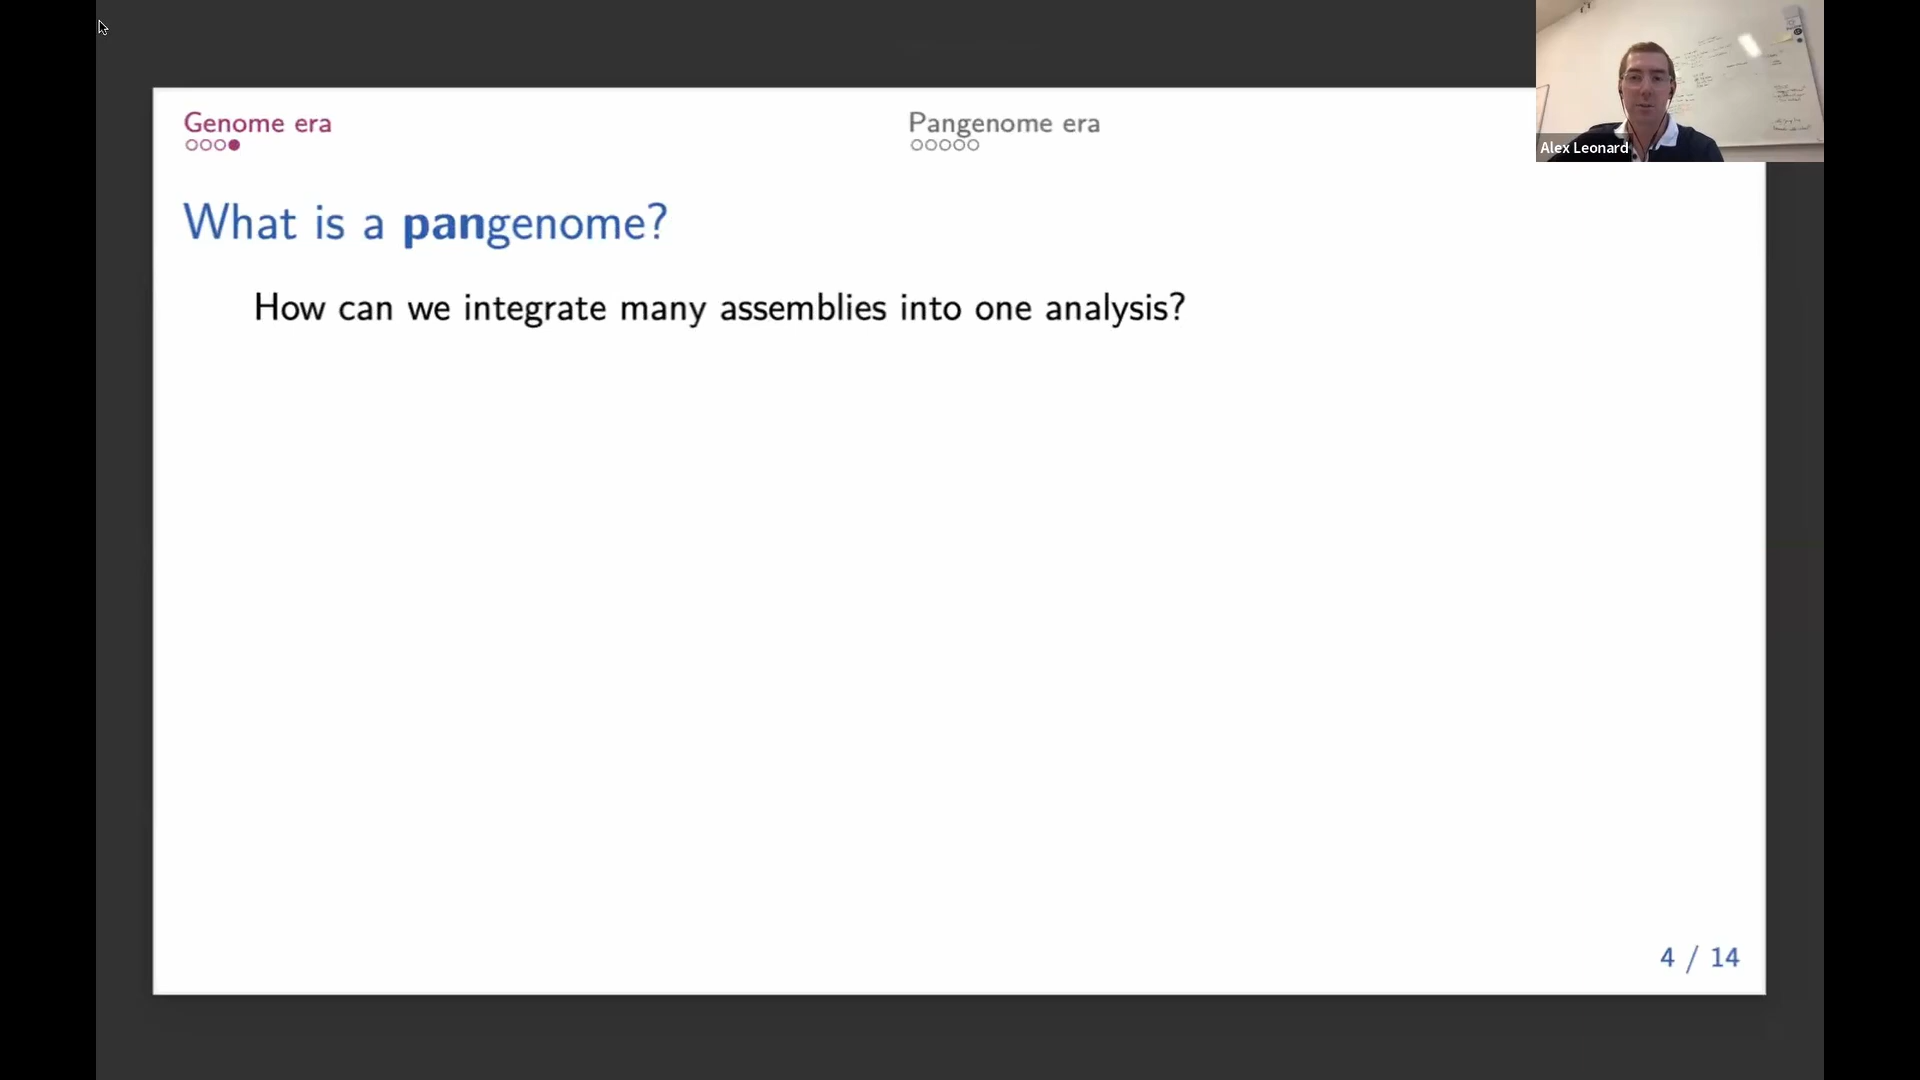 Genome era
Pangenome era
Alex Leonard
What is a pangenome?
How can we integrate many assemblies into one analysis?
4 / 14